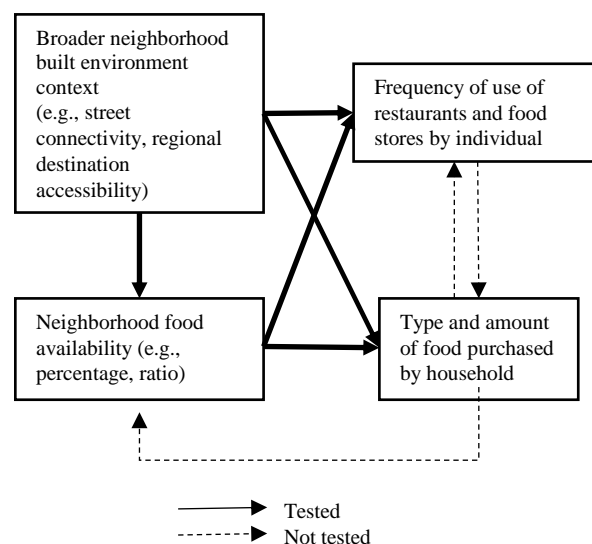 Broader neighborhood
built environment
context
(e.g., street
connectivity, regional
destination
accessibility)
Frequency of use of
restaurants and food
stores by individual
Neighborhood food
availability (e.g.,
percentage, ratio)
Type and amount
of food purchased
by household
Tested
Not tested